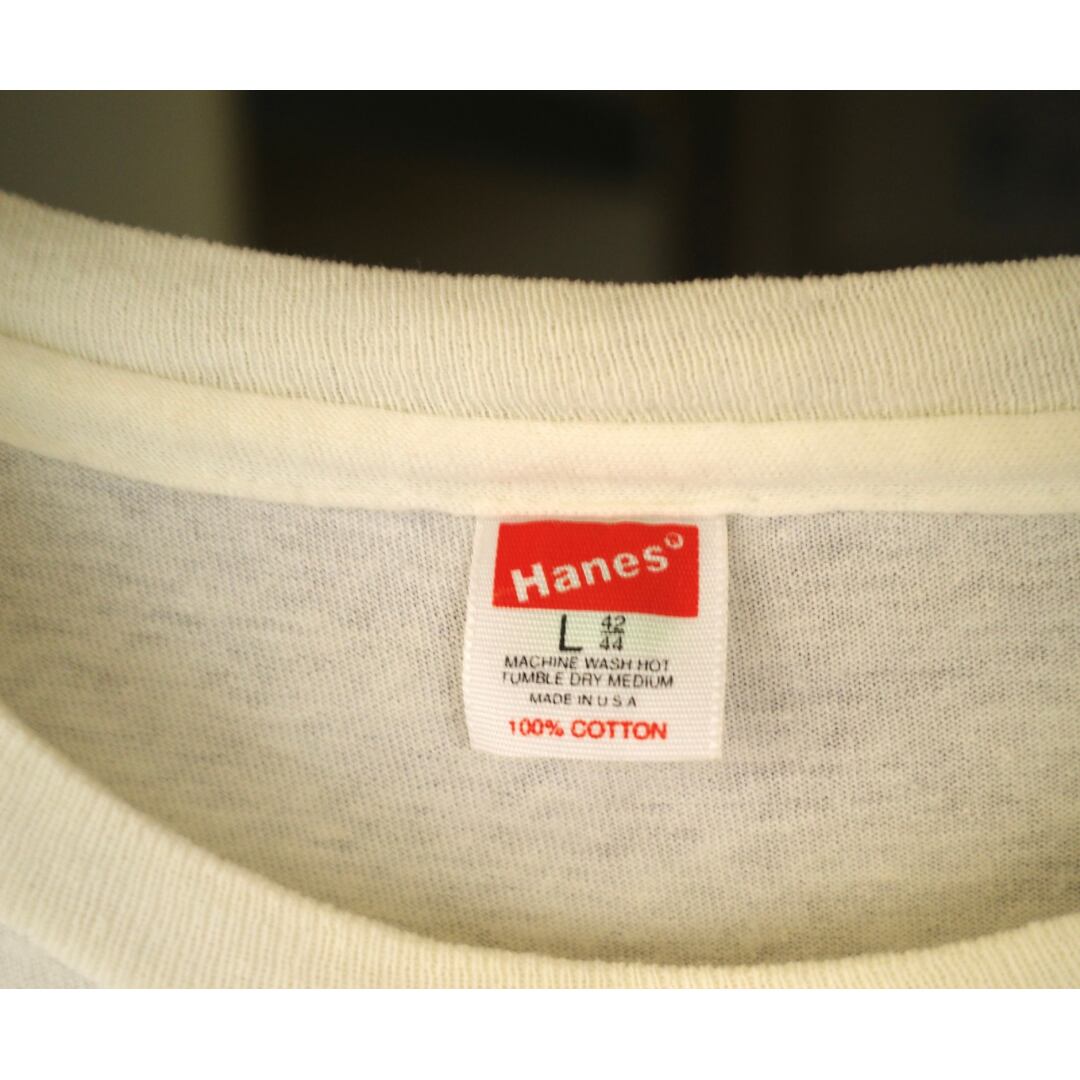 Hanes®
L 42/44
MACHINE WASH HOT
TUMBLE DRY MEDIUM
MADE IN U.S.A
100% COTTON